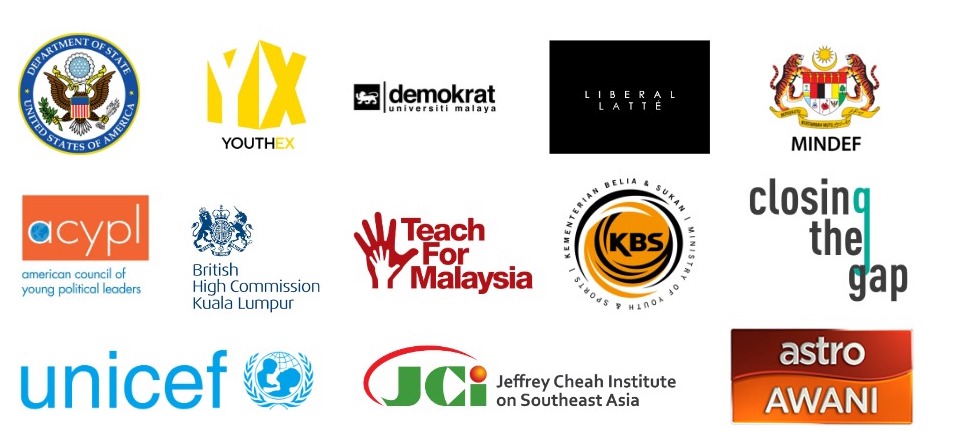 DEPARTMENT OF STATE
UNITED STATES OF AMERICA
YX
YOUTHEX
demokrat
universiti malaya
LIBERAL
LATTÉ
MINDEF
acypl
american council of
young political leaders
British
High Commission
Kuala Lumpur
Teach
For
Malaysia
KEMENTERIAN BELIA & SUKAN | MINISTRY OF YOUTH & SPORTS |
KBS
closing
the
gap
unicef
JCi
Jeffrey Cheah Institute
on Southeast Asia
astro
AWANI